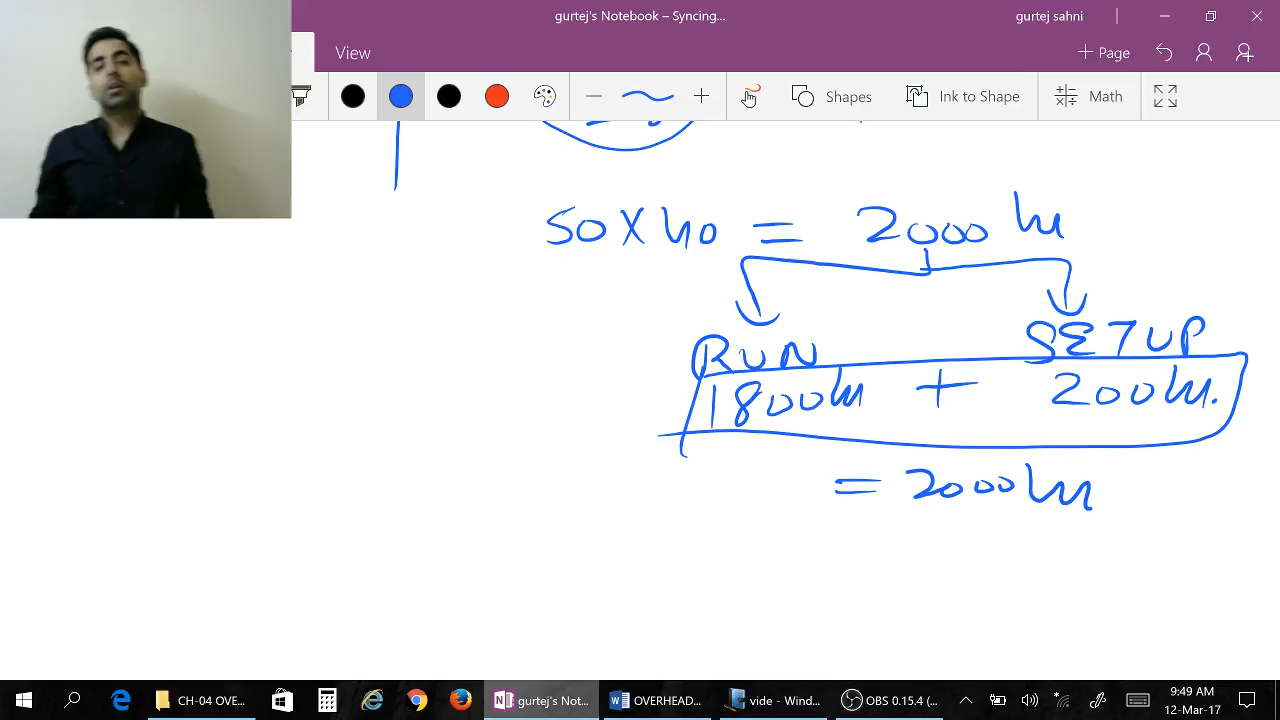 gurtej's Notebook – Syncing...
gurtej sahni
View
Page
Shapes
Ink to Shape
Math
50 X 40 = 2000 hr
RUN SETUP
1800 hr + 200 hr.
= 2000 hr
CH-04 OVE...
gurtej's Not...
OVERHEAD...
vide - Wind...
OBS 0.15.4 (...
9:49 AM
12-Mar-17